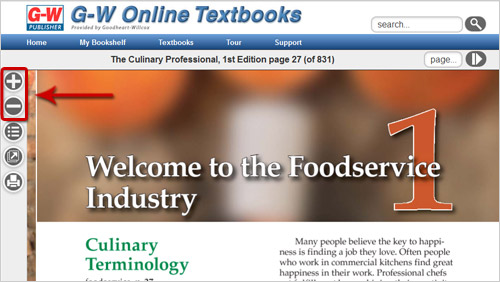 G-W
PUBLISHER
G-W Online Textbooks
Provided by Goodheart-Willcox
search...
Home My Bookshelf Textbooks Tour Support
The Culinary Professional, 1st Edition page 27 (of 831)
page...
1
Welcome to the Foodservice
Industry
Culinary
Terminology
Many people believe the key to happi-
ness is finding a job they love. Often people
who work in commercial kitchens find great
happiness in their work. Professional chefs